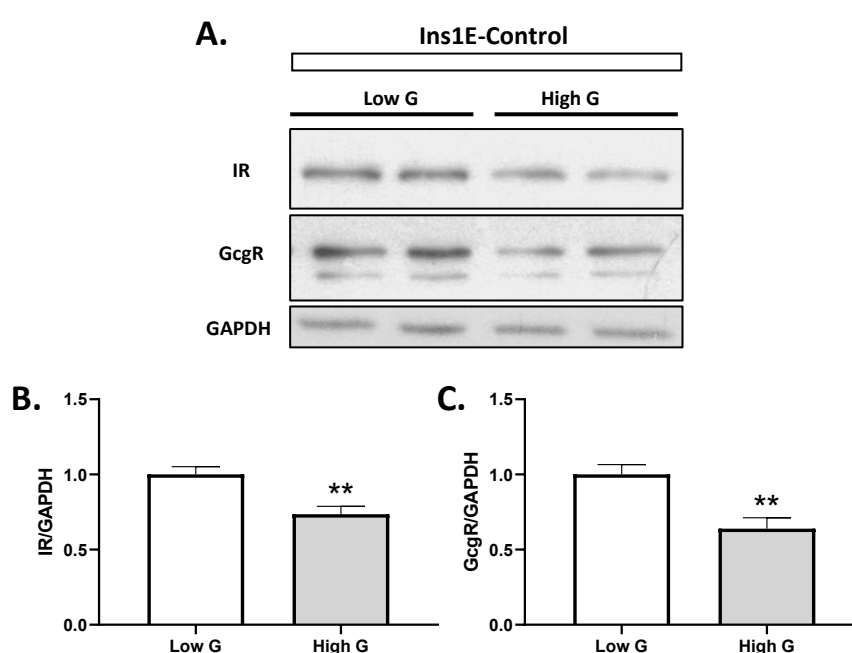 A.
Ins1E-Control
Low G High G
IR
GcgR
GAPDH
B.
1.5
1.0
0.5
0.0
IR/GAPDH
**
Low G High G
C.
1.5
1.0
0.5
0.0
GcgR/GAPDH
**
Low G High G